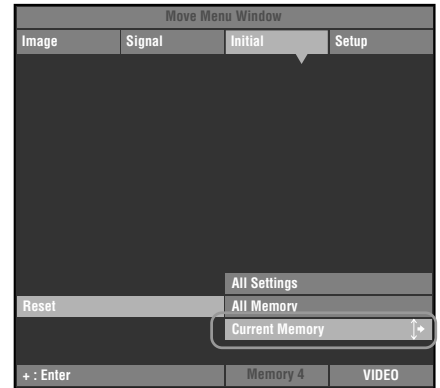 Move Menu Window
Image Signal Initial Setup
All Settings
Reset All Memory
Current Memory
+ : Enter Memory 4 VIDEO